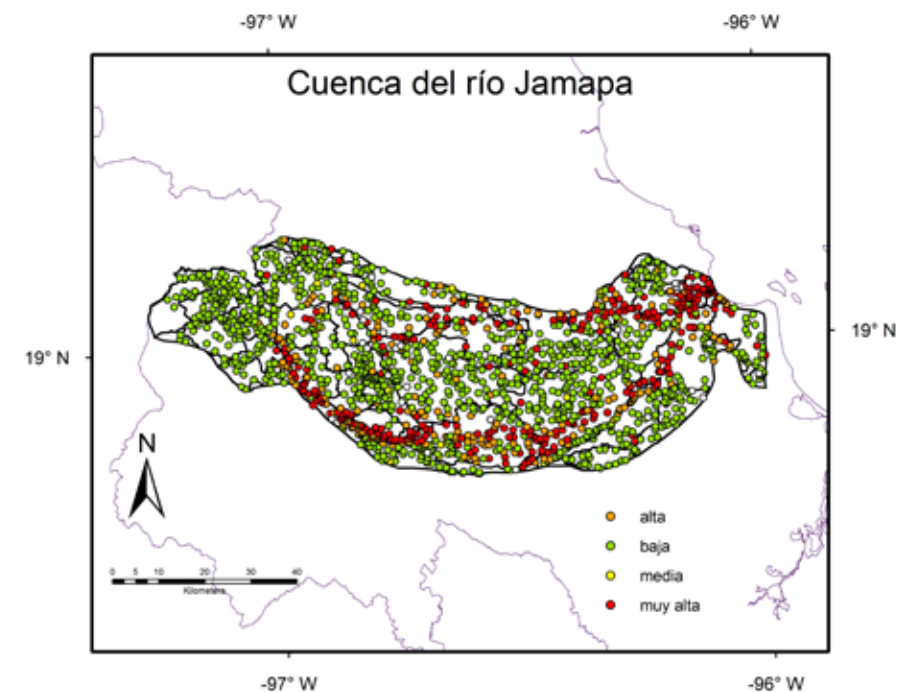 -97° W
-96° W
Cuenca del río Jamapa
19° N
19° N
N
alta
baja
media
muy alta
0 5 10 20 30 40
Kilometers
-97° W
-96° W